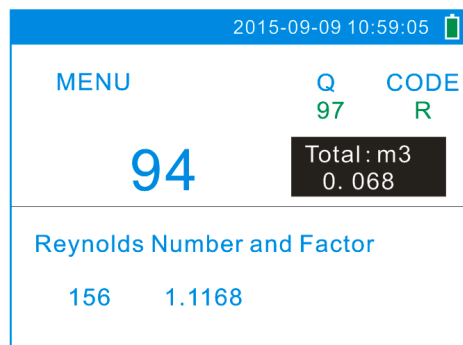 2015-09-09 10:59:05
MENU Q CODE
97 R
94 Total:m3
0.068
Reynolds Number and Factor
156 1.1168